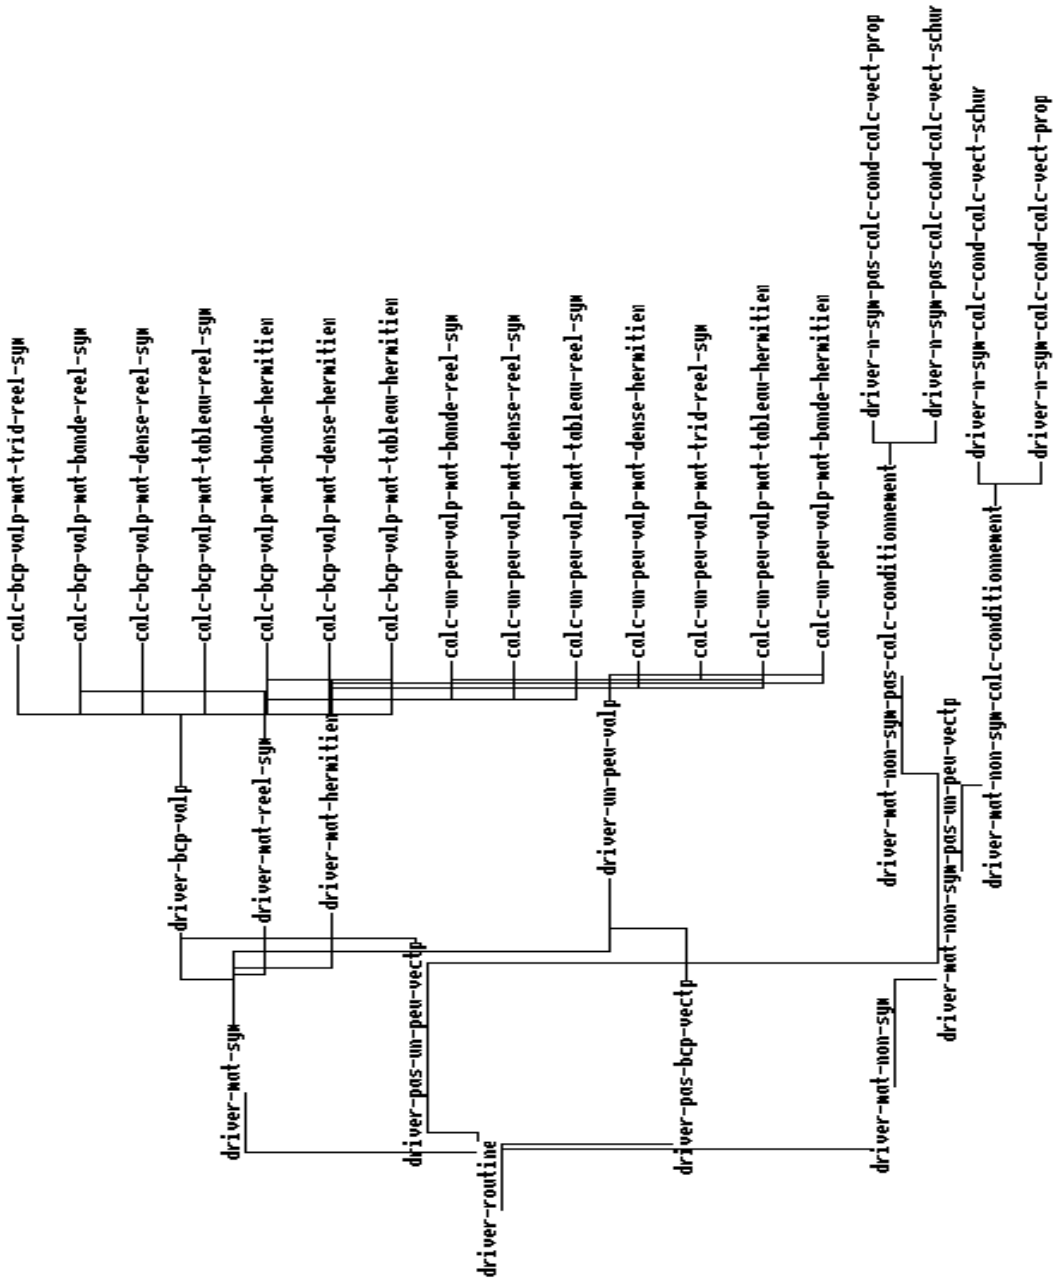 calc-bcp-valp-mat-trid-reel-sym
calc-bcp-valp-mat-bande-reel-sym
calc-bcp-valp-mat-dense-reel-sym
calc-bcp-valp-mat-tableau-reel-sym
calc-bcp-valp-mat-bande-hermitien
calc-bcp-valp-mat-dense-hermitien
calc-bcp-valp-mat-tableau-hermitien
calc-un-peu-valp-mat-bande-reel-sym
calc-un-peu-valp-mat-dense-reel-sym
calc-un-peu-valp-mat-tableau-reel-sym
calc-un-peu-valp-mat-dense-hermitien
calc-un-peu-valp-mat-trid-reel-sym
calc-un-peu-valp-mat-tableau-hermitien
calc-un-peu-valp-mat-bande-hermitien
driver-n-sym-pas-calc-cond-calc-vect-prop
driver-n-sym-pas-calc-cond-calc-vect-schur
driver-n-sym-calc-cond-calc-vect-schur
driver-n-sym-calc-cond-calc-vect-prop
driver-bcp-valp
driver-mat-reel-sym
driver-mat-hermitien
driver-un-peu-valp
driver-mat-non-sym-pas-calc-conditionnement
driver-mat-non-sym-pas-un-peu-vectp
driver-mat-non-sym-calc-conditionnement
driver-mat-sym
driver-pas-un-peu-vectp
driver-pas-bcp-vectp
driver-mat-non-sym
driver-routine